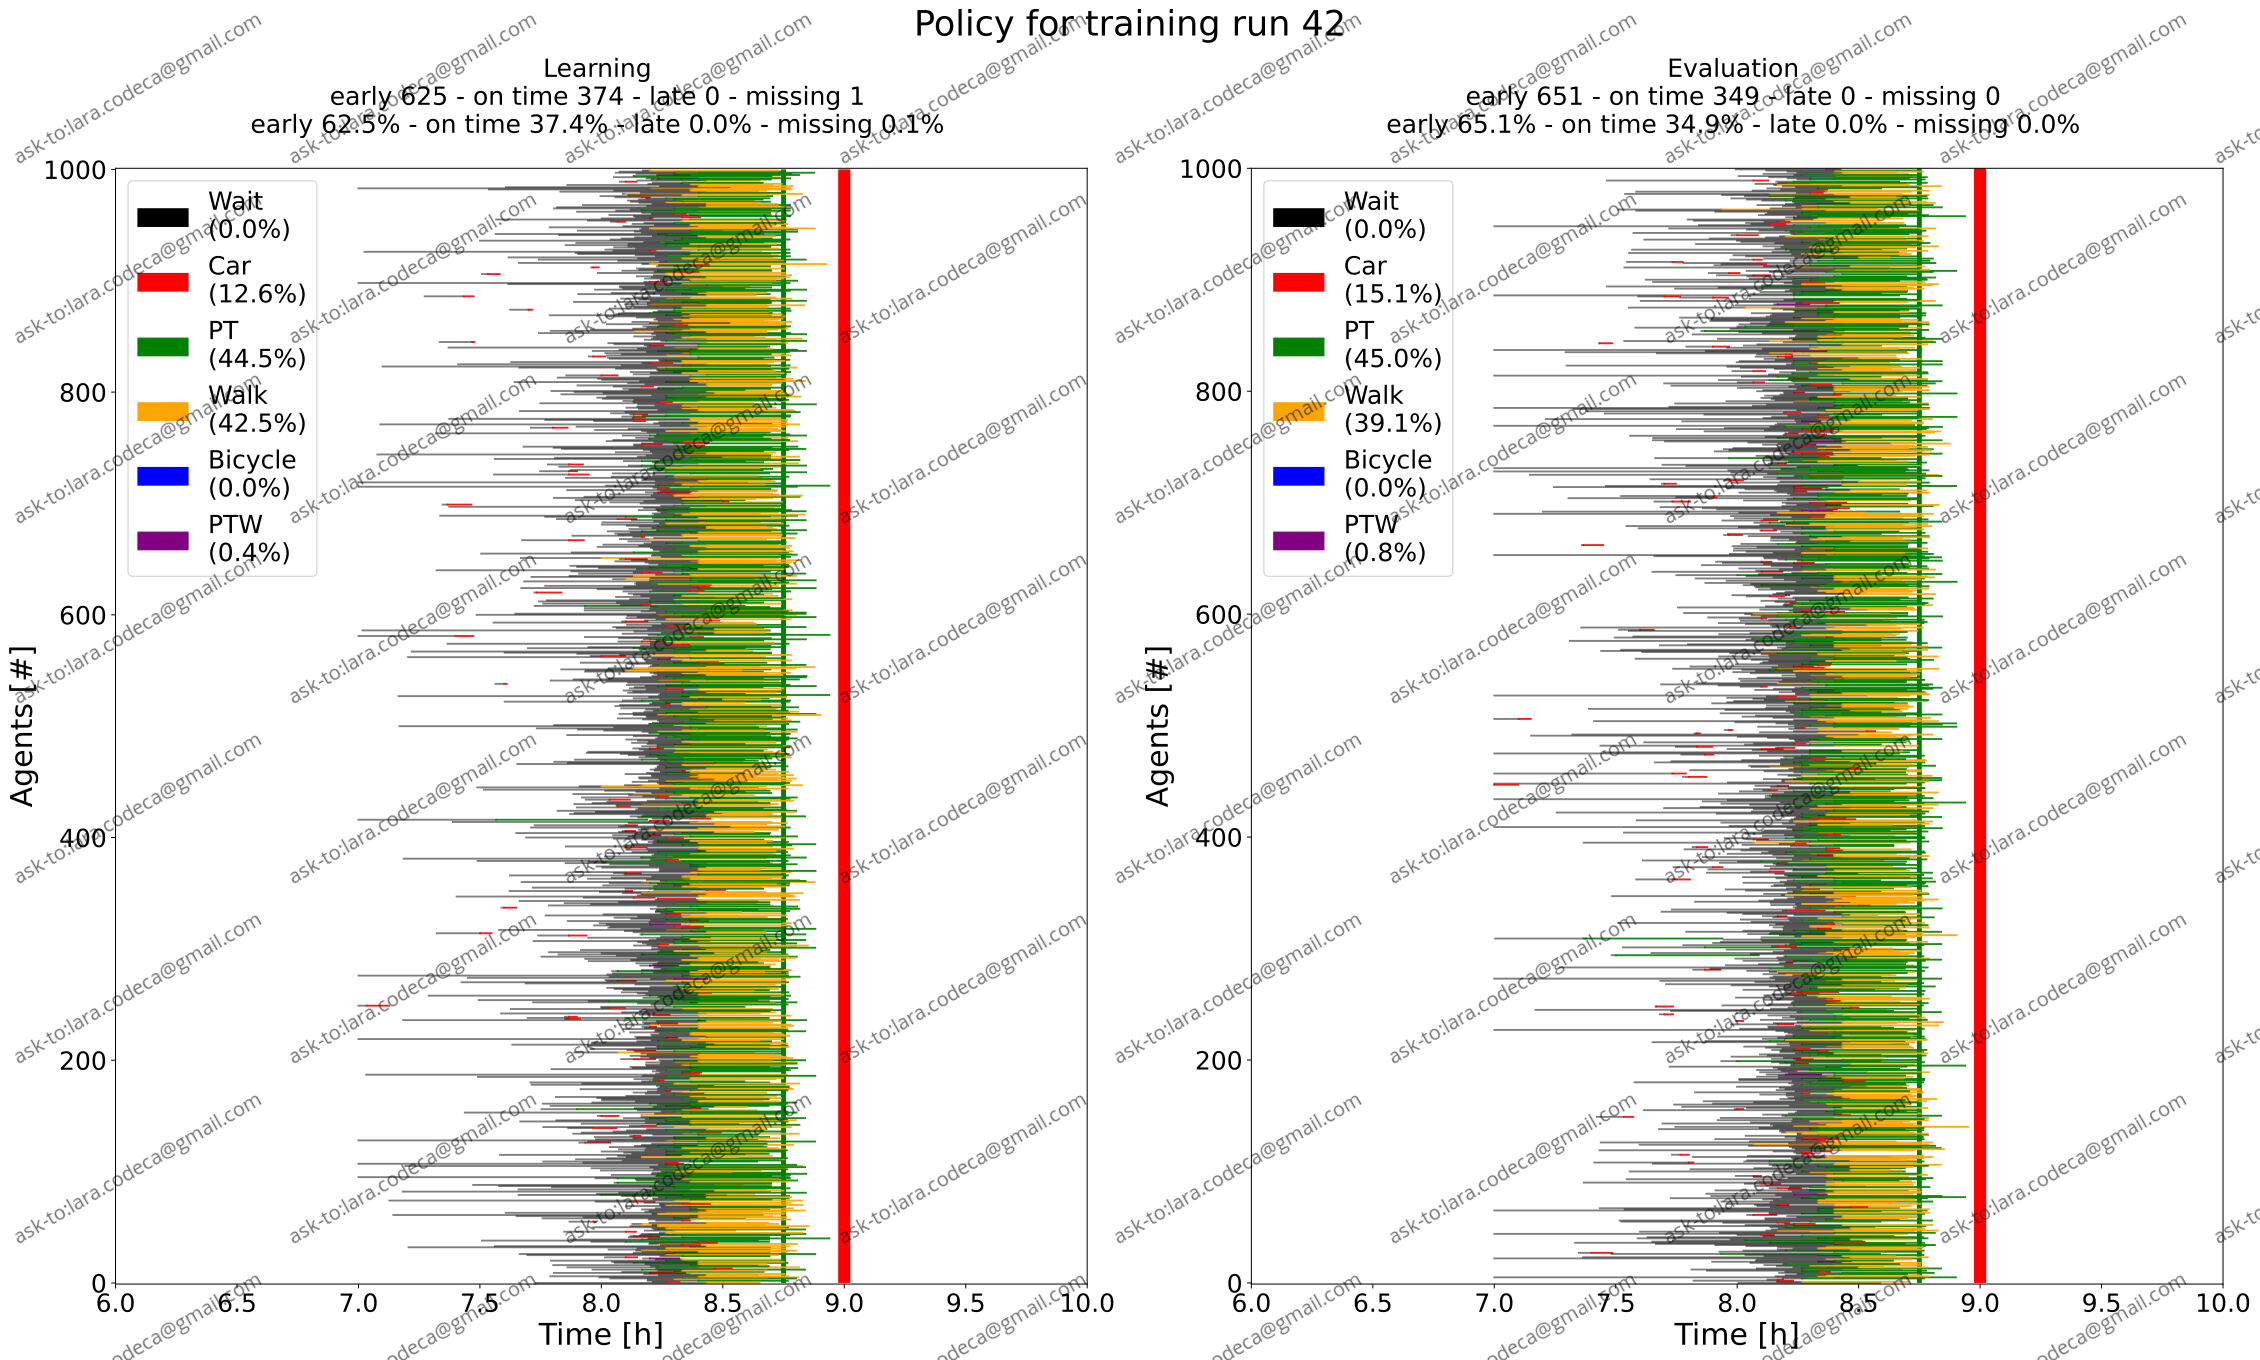 Policy for training run 42
Learning
early 625 - on time 374 - late 0 - missing 1
early 62.5% - on time 37.4% - late 0.0% - missing 0.1%
1000
800
600
400
200
0
Agents [#]
Wait
(0.0%)
Car
(12.6%)
PT
(44.5%)
Walk
(42.5%)
Bicycle
(0.0%)
PTW
(0.4%)
6.0 6.5 7.0 7.5 8.0 8.5 9.0 9.5 10.0
Time [h]
Evaluation
early 651 - on time 349 - late 0 - missing 0
early 65.1% - on time 34.9% - late 0.0% - missing 0.0%
1000
800
600
400
200
0
Agents [#]
Wait
(0.0%)
Car
(15.1%)
PT
(45.0%)
Walk
(39.1%)
Bicycle
(0.0%)
PTW
(0.8%)
6.0 6.5 7.0 7.5 8.0 8.5 9.0 9.5 10.0
Time [h]
ask-to:lara.codeca@gmail.com